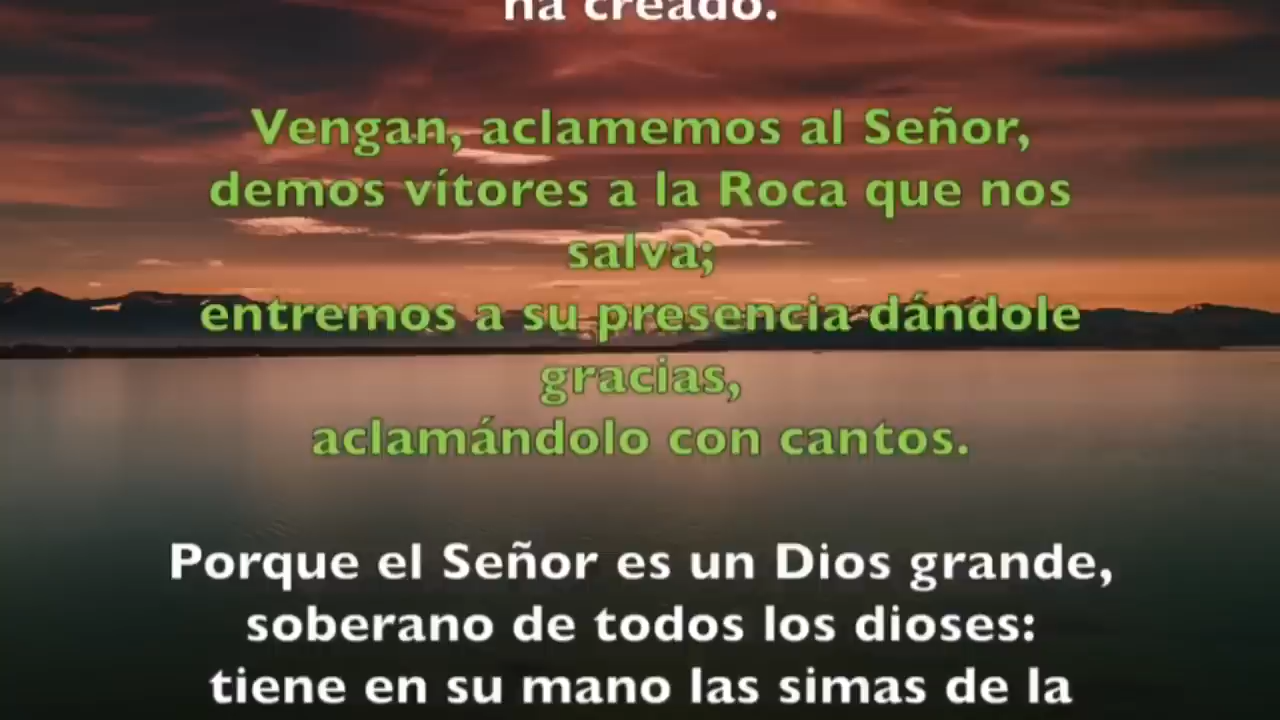 ha creado.
Vengan, aclamemos al Señor,
demos vítores a la Roca que nos
salva;
entremos a su presencia dándole
gracias,
aclamándolo con cantos.
Porque el Señor es un Dios grande,
soberano de todos los dioses:
tiene en su mano las simas de la